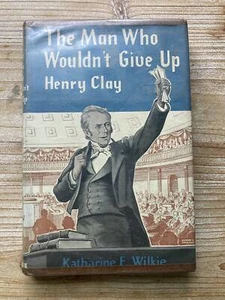 The Man Who
Wouldn't Give Up
Henry Clay
Katharine E. Wilkie